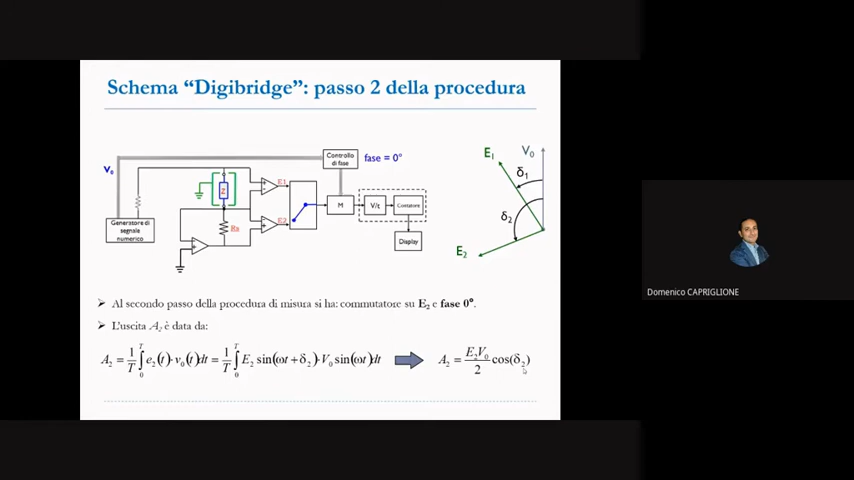 Schema “Digibridge”: passo 2 della procedura
Controllo di fase
fase = 0°
V₀
E1
Z
M
V/t
Contatore
Generatore di segnale numerico
Rx
E2
Display
E₁
V₀
δ₁
δ₂
E₂
➢ Al secondo passo della procedura di misura si ha: commutatore su E₂ e fase 0°.
➢ L'uscita A₂ è data da:
A₂ = 1/T ∫₀ᵀ e₂(t)·v₀(t)dt = 1/T ∫₀ᵀ E₂ sin(ωt + δ₂)·V₀ sin(ωt)dt
A₂ = E₂V₀/2 cos(δ₂)
Domenico CAPRIGLIONE